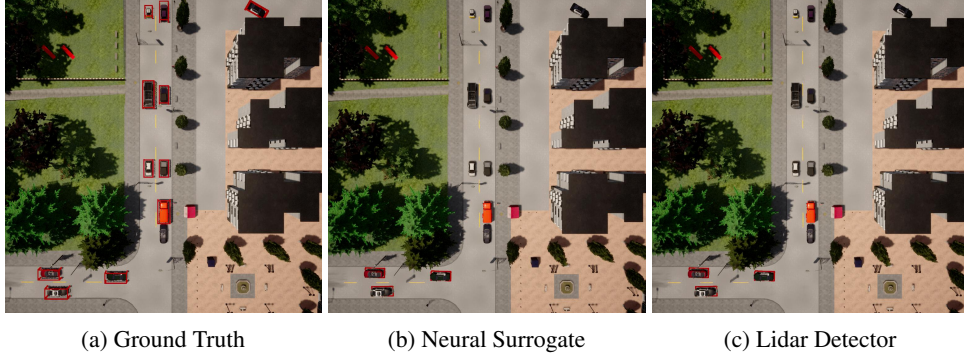 (a) Ground Truth
(b) Neural Surrogate
(c) Lidar Detector